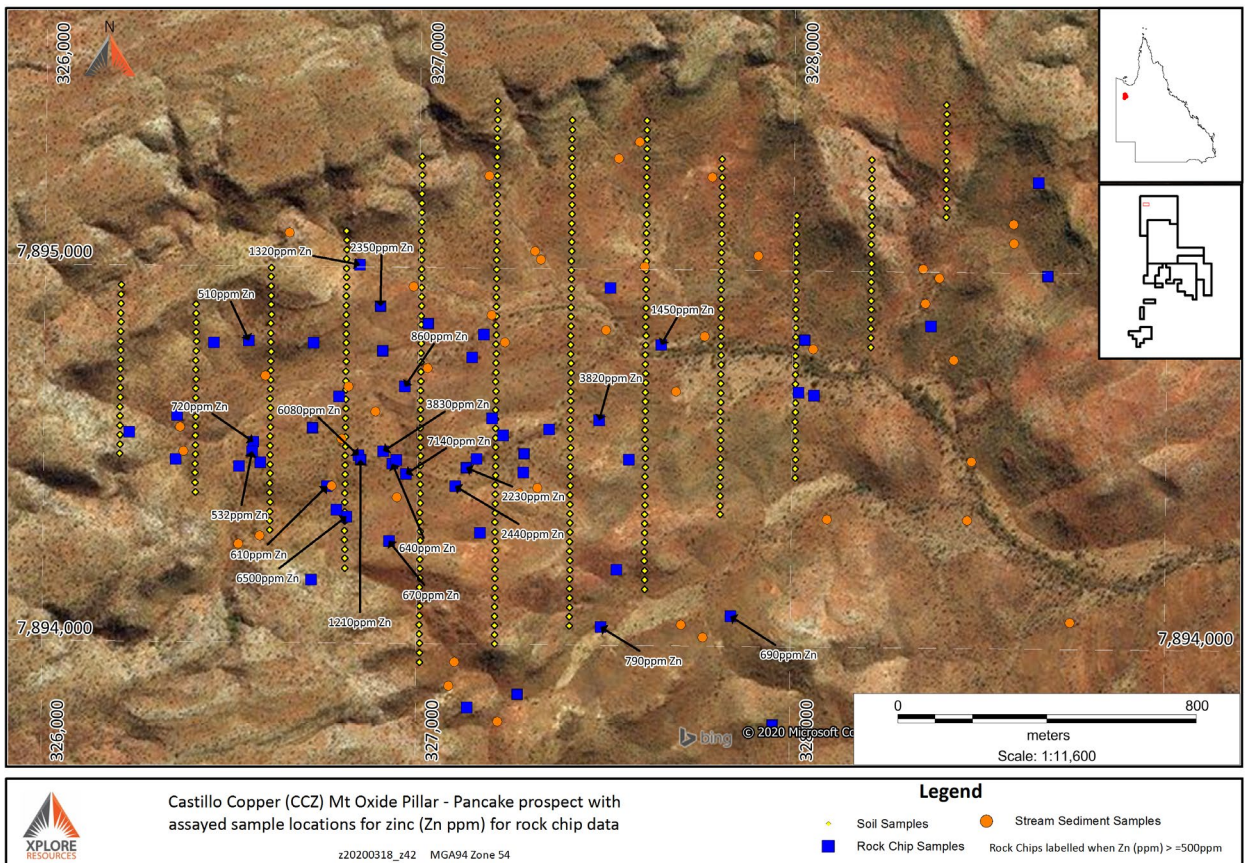 N
326,000
327,000
328,000
7,895,000
1320ppm Zn
2350ppm Zn
510ppm Zn
860ppm Zn
1450ppm Zn
3820ppm Zn
720ppm Zn
6080ppm Zn
3830ppm Zn
7140ppm Zn
2230ppm Zn
532ppm Zn
2440ppm Zn
610ppm Zn
640ppm Zn
6500ppm Zn
670ppm Zn
1210ppm Zn
790ppm Zn
690ppm Zn
7,894,000
7,894,000
326,000
327,000
328,000
bing
© 2020 Microsoft Co
0 800
meters
Scale: 1:11,600
XPLORE
RESOURCES
Castillo Copper (CCZ) Mt Oxide Pillar - Pancake prospect with
assayed sample locations for zinc (Zn ppm) for rock chip data
z20200318_z42 MGA94 Zone 54
Legend
Soil Samples
Stream Sediment Samples
Rock Chip Samples
Rock Chips labelled when Zn (ppm) > =500ppm